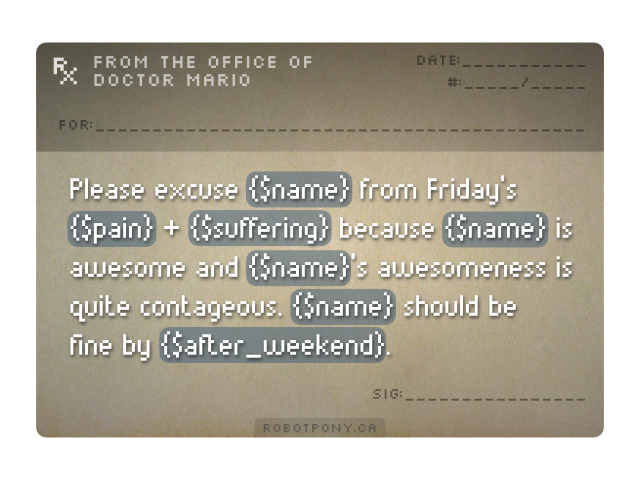 Rx FROM THE OFFICE OF
DOCTOR MARIO
DATE:___________
#:_____/_____
FOR:____________________________________________
Please excuse {$name} from Friday's
{$pain} + {$suffering} because {$name} is
awesome and {$name}'s awesomeness is
quite contageous. {$name} should be
fine by {$after_weekend}.
SIG:________________
ROBOTPONY.CA